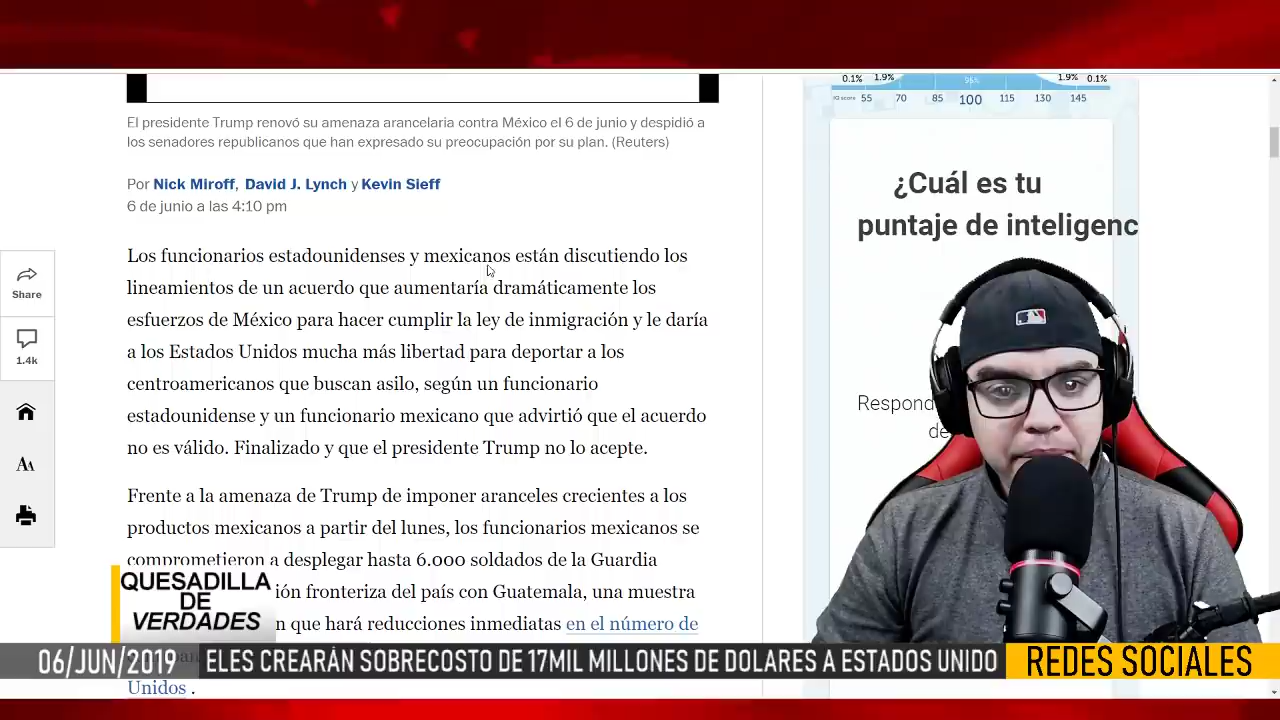 0.1%
1.9%
95%
1.9%
0.1%
IQ score
55
70
85
100
115
130
145
El presidente Trump renovó su amenaza arancelaria contra México el 6 de junio y despidió a
los senadores republicanos que han expresado su preocupación por su plan. (Reuters)
¿Cuál es tu
puntaje de inteligenc
Por Nick Miroff, David J. Lynch y Kevin Sieff
6 de junio a las 4:10 pm
Share
1.4k
Los funcionarios estadounidenses y mexicanos están discutiendo los
lineamientos de un acuerdo que aumentaría dramáticamente los
esfuerzos de México para hacer cumplir la ley de inmigración y le daría
a los Estados Unidos mucha más libertad para deportar a los
centroamericanos que buscan asilo, según un funcionario
estadounidense y un funcionario mexicano que advirtió que el acuerdo
no es válido. Finalizado y que el presidente Trump no lo acepte.
Respond
de
Frente a la amenaza de Trump de imponer aranceles crecientes a los
productos mexicanos a partir del lunes, los funcionarios mexicanos se
comprometieron a desplegar hasta 6.000 soldados de la Guardia
ión fronteriza del país con Guatemala, una muestra
n que hará reducciones inmediatas en el número de
Unidos .
QUESADILLA
DE
VERDADES
06/JUN/2019
ELES CREARÁN SOBRECOSTO DE 17MIL MILLONES DE DOLARES A ESTADOS UNIDO
REDES SOCIALES